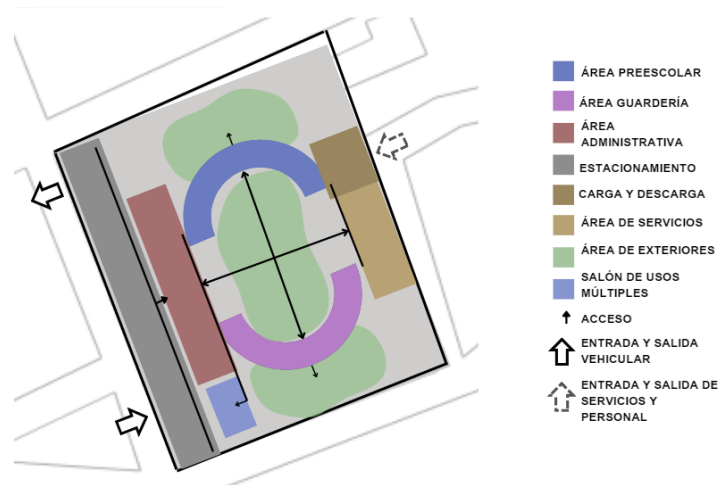 ÁREA PREESCOLAR
ÁREA GUARDERÍA
ÁREA
ADMINISTRATIVA
ESTACIONAMIENTO
CARGA Y DESCARGA
ÁREA DE SERVICIOS
ÁREA DE EXTERIORES
SALÓN DE USOS
MÚLTIPLES
ACCESO
ENTRADA Y SALIDA
VEHICULAR
ENTRADA Y SALIDA DE
SERVICIOS Y
PERSONAL